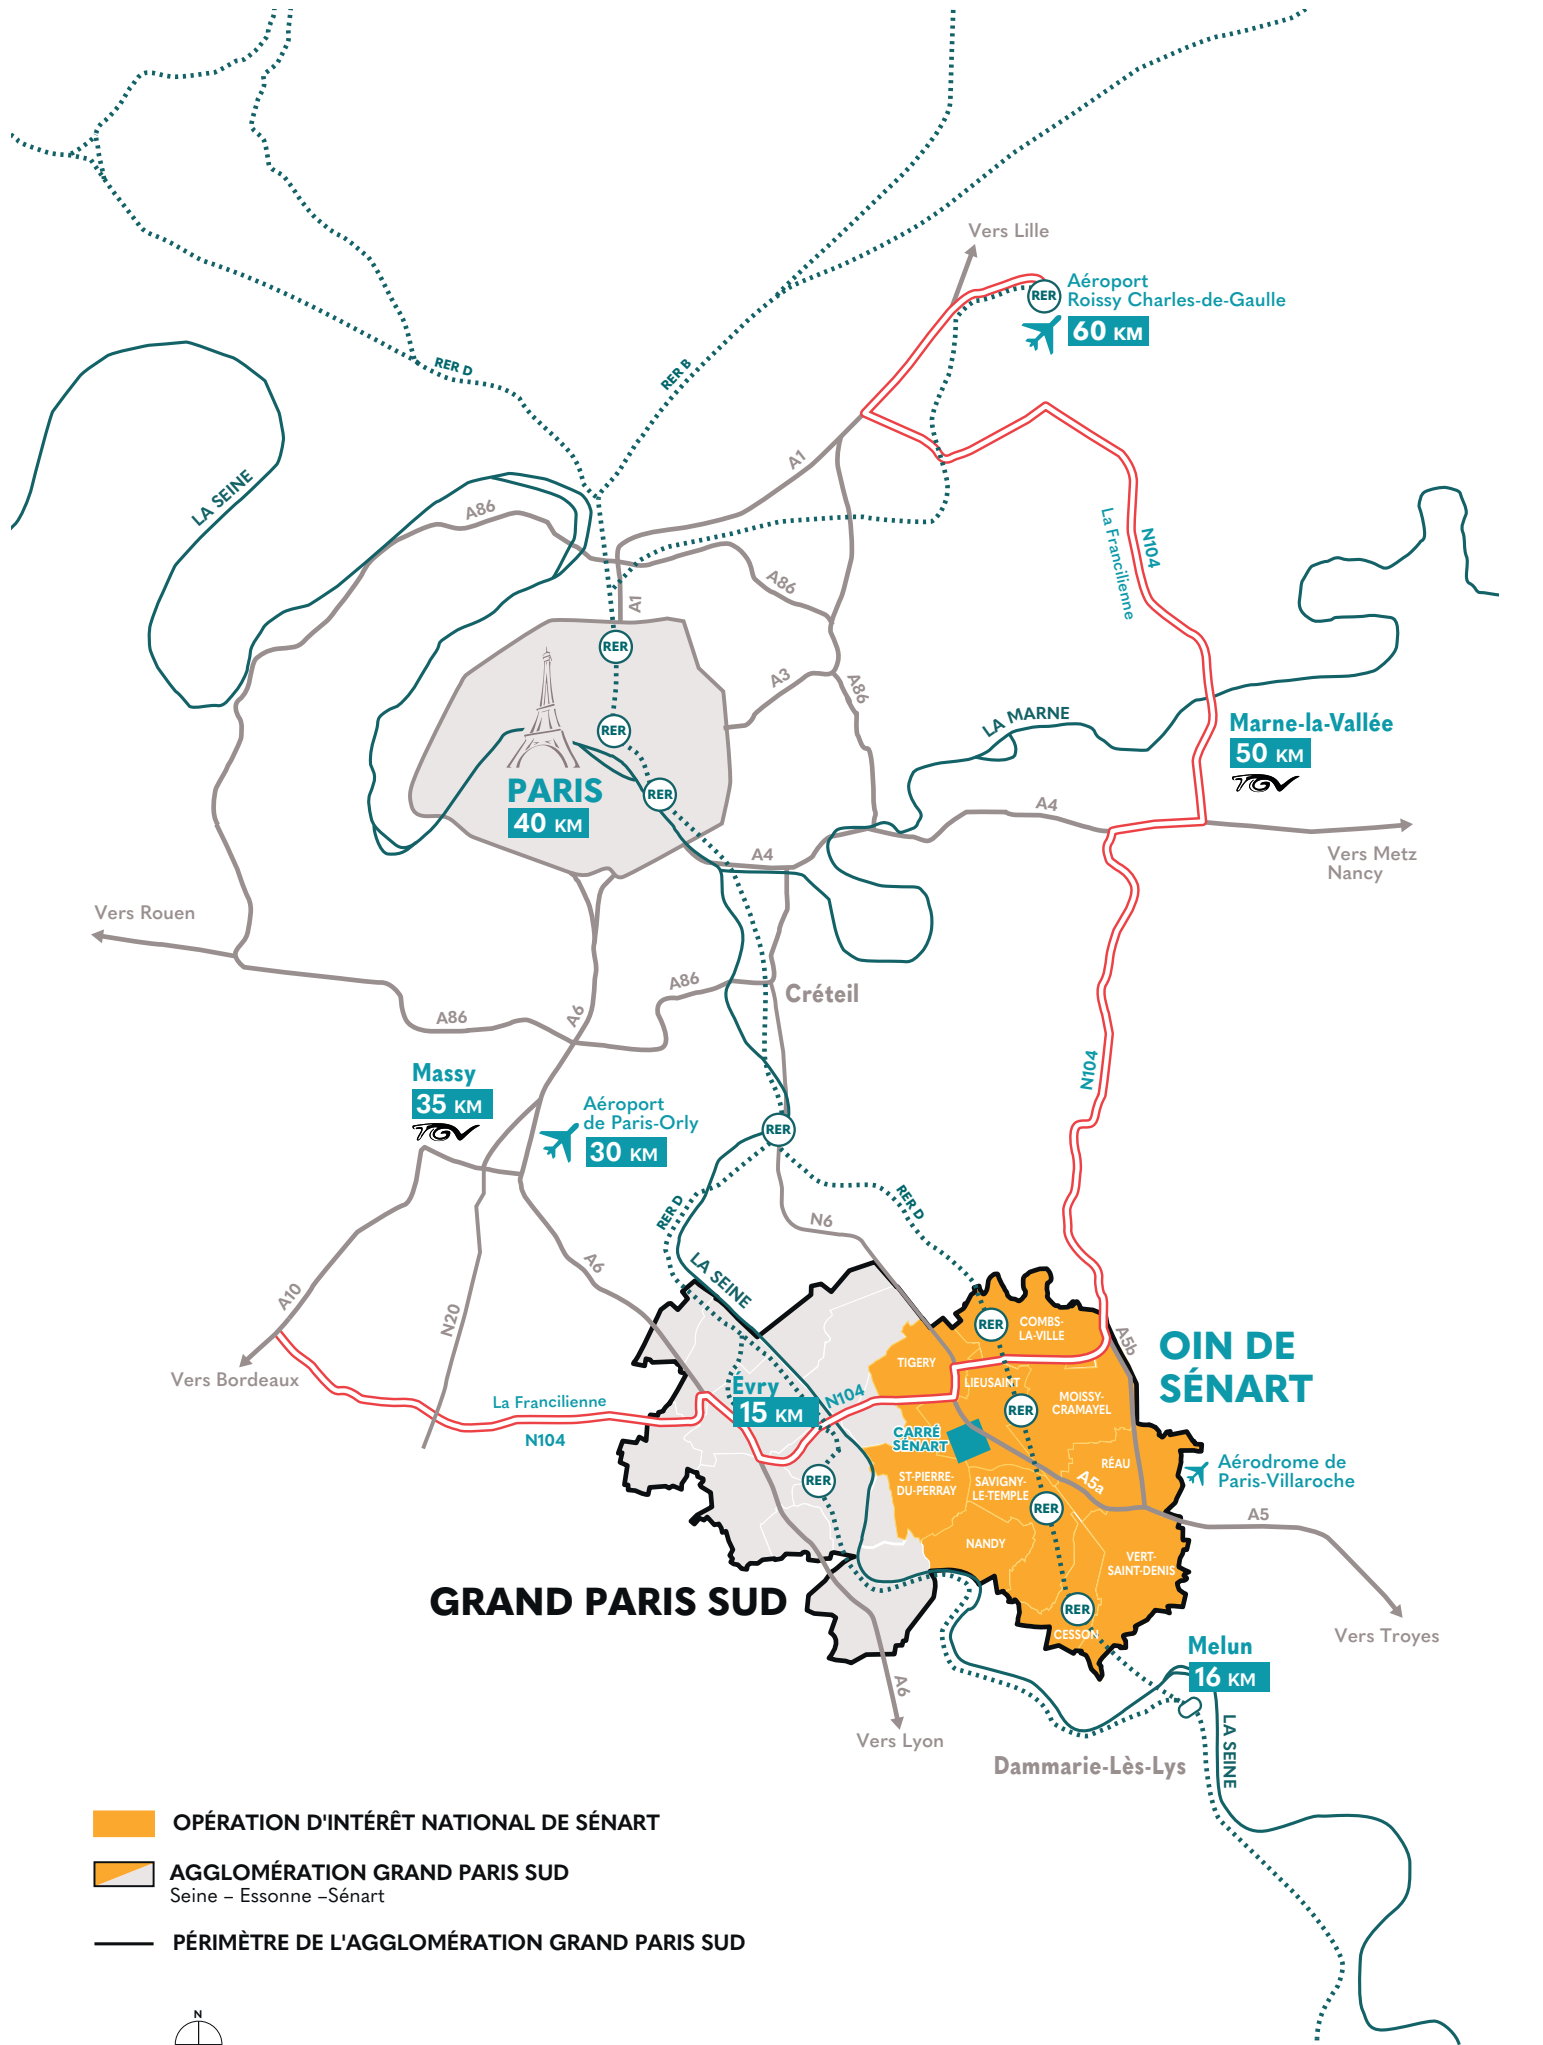 Vers Lille
RER
Aéroport
Roissy Charles-de-Gaulle
60 KM
RER D
RER B
A1
LA SEINE
A86
La Francilienne
N104
A86
A1
RER
A3
A86
RER
LA MARNE
Marne-la-Vallée
50 KM
TGV
PARIS
40 KM
RER
A4
A4
Vers Metz
Nancy
Vers Rouen
A86
Créteil
A86
A6
N104
Massy
35 KM
TGV
Aéroport
de Paris-Orly
30 KM
RER
RER D
RER D
N6
A6
LA SEINE
A10
N20
Vers Bordeaux
RER
COMBS-
LA-VILLE
A5b
OIN DE
SÉNART
TIGERY
LIEUSAINT
MOISSY-
CRAMAYEL
Évry
15 KM
N104
La Francilienne
N104
RER
CARRÉ
SÉNART
RÉAU
Aérodrome de
Paris-Villaroche
RER
ST-PIERRE-
DU-PERRAY
SAVIGNY-
LE-TEMPLE
A5a
RER
A5
NANDY
VERT-
SAINT-DENIS
GRAND PARIS SUD
RER
CESSON
Vers Troyes
Melun
16 KM
A6
Vers Lyon
LA SEINE
Dammarie-Lès-Lys
OPÉRATION D'INTÉRÊT NATIONAL DE SÉNART
AGGLOMÉRATION GRAND PARIS SUD
Seine – Essonne –Sénart
PÉRIMÈTRE DE L'AGGLOMÉRATION GRAND PARIS SUD
N